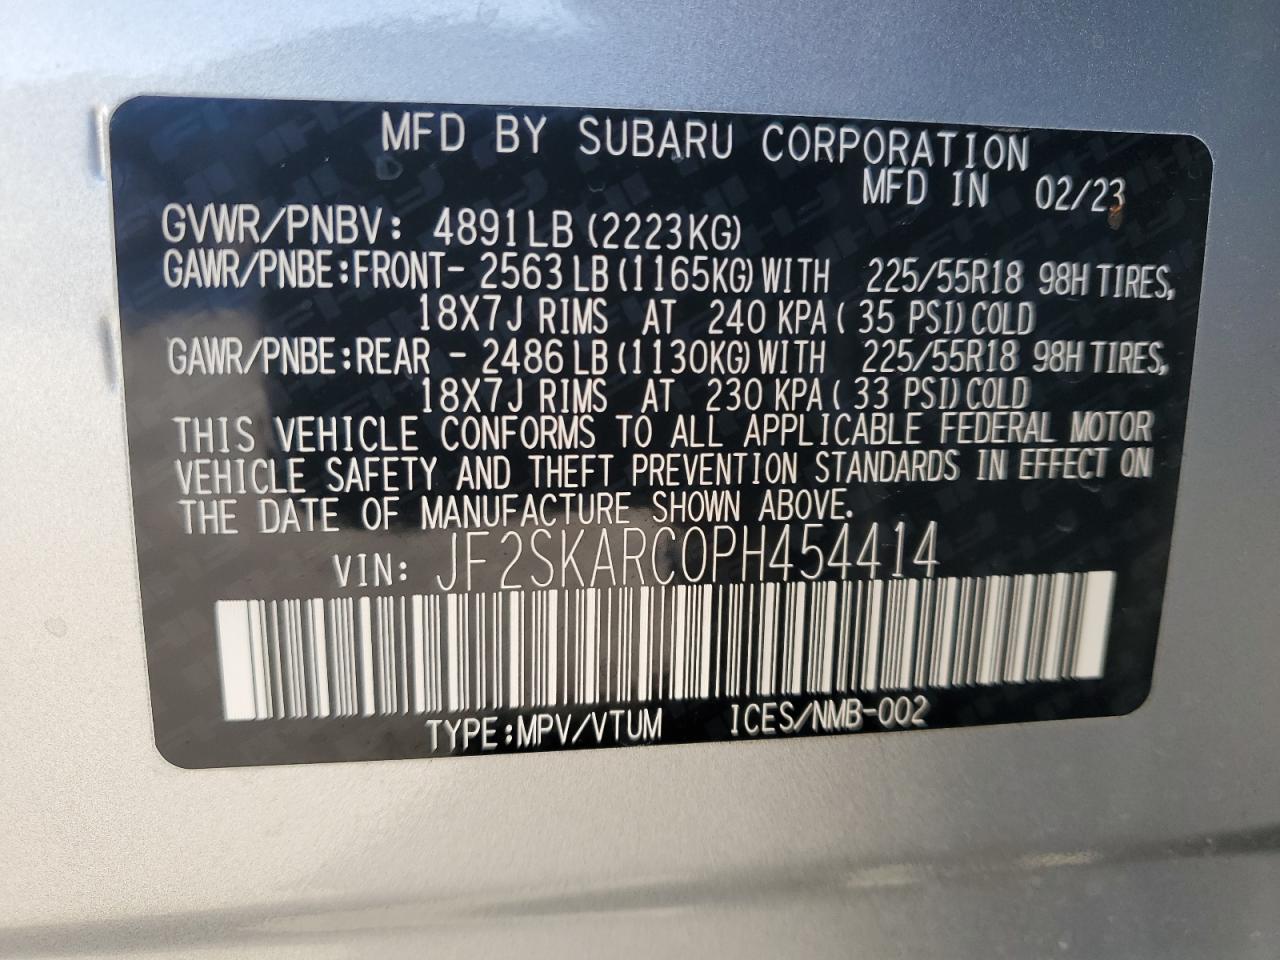 MFD BY SUBARU CORPORATION
MFD IN 02/23
GVWR/PNBV: 4891LB (2223KG)
GAWR/PNBE:FRONT- 2563 LB (1165KG) WITH 225/55R18 98H TIRES,
18X7J RIMS AT 240 KPA ( 35 PSI) COLD
GAWR/PNBE:REAR - 2486 LB (1130KG) WITH 225/55R18 98H TIRES,
18X7J RIMS AT 230 KPA ( 33 PSI) COLD
THIS VEHICLE CONFORMS TO ALL APPLICABLE FEDERAL MOTOR
VEHICLE SAFETY AND THEFT PREVENTION STANDARDS IN EFFECT ON
THE DATE OF MANUFACTURE SHOWN ABOVE.
VIN: JF2SKARC0PH454414
TYPE:MPV/VTUM ICES/NMB-002